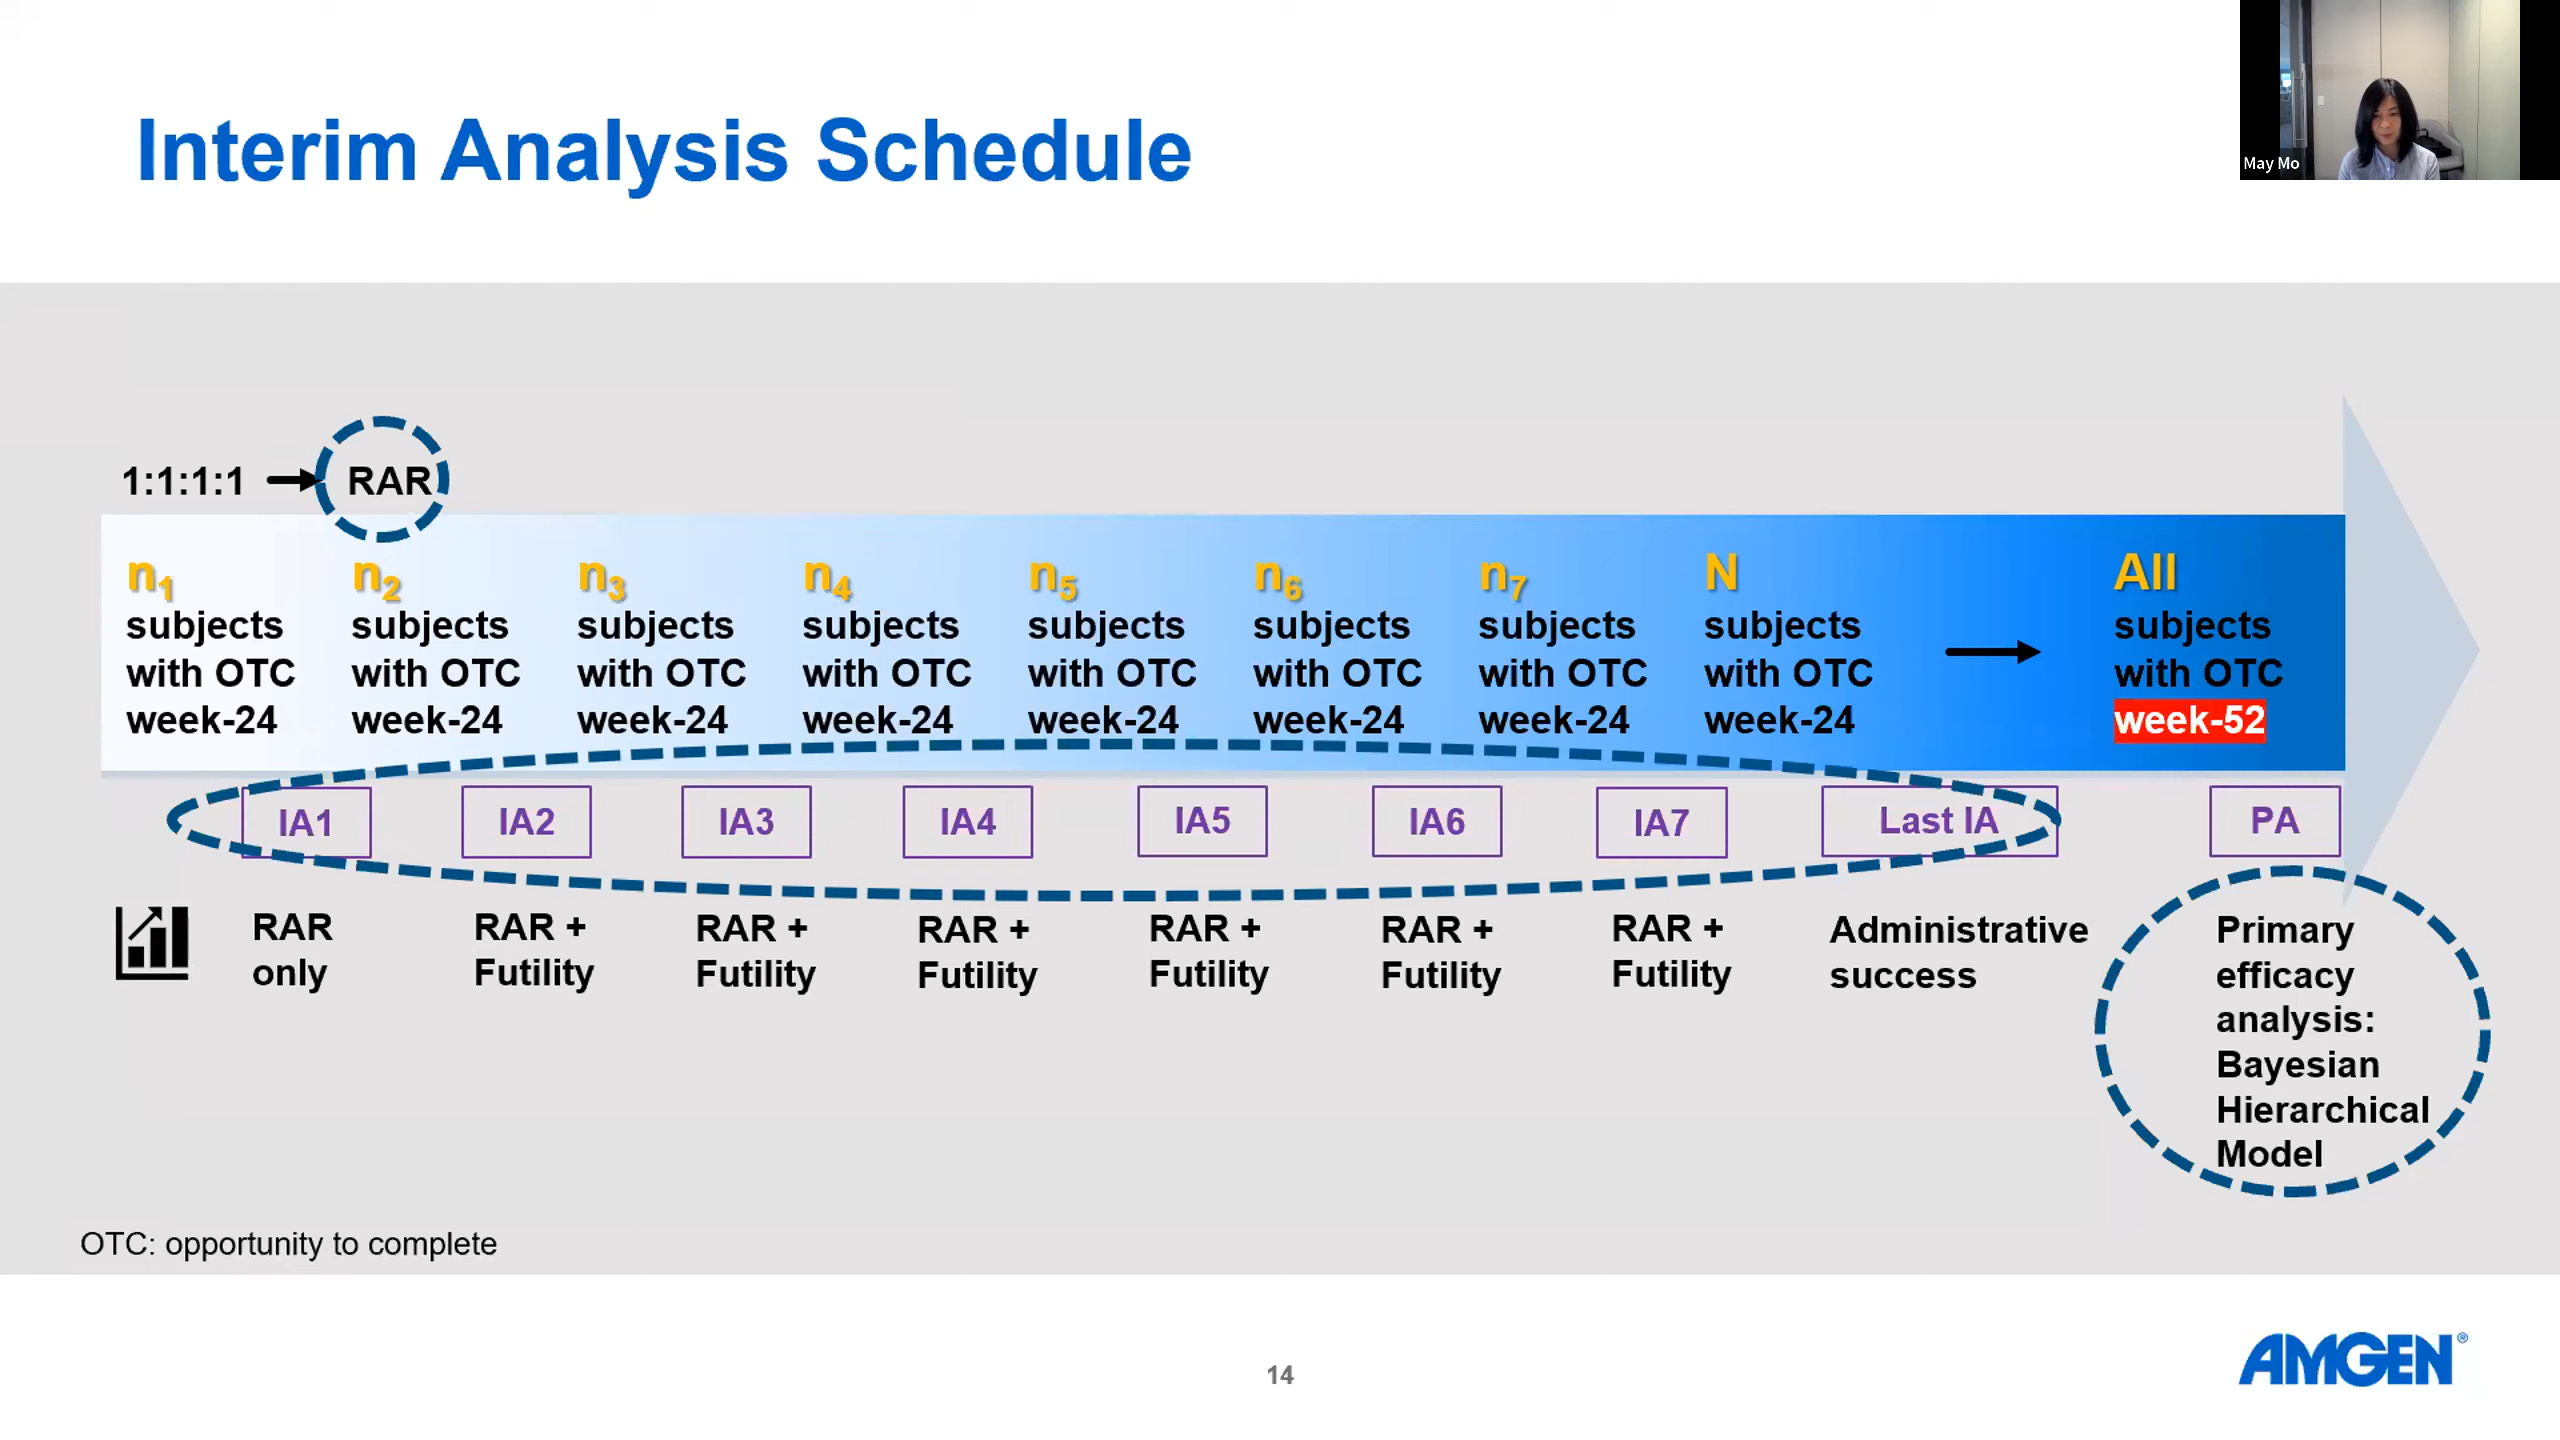 Interim Analysis Schedule
May Mo
1:1:1:1
RAR
n1
subjects
with OTC
week-24
n2
subjects
with OTC
week-24
n3
subjects
with OTC
week-24
n4
subjects
with OTC
week-24
n5
subjects
with OTC
week-24
n6
subjects
with OTC
week-24
n7
subjects
with OTC
week-24
N
subjects
with OTC
week-24
All
subjects
with OTC
week-52
IA1
IA2
IA3
IA4
IA5
IA6
IA7
Last IA
PA
RAR
only
RAR +
Futility
RAR +
Futility
RAR +
Futility
RAR +
Futility
RAR +
Futility
RAR +
Futility
Administrative
success
Primary
efficacy
analysis:
Bayesian
Hierarchical
Model
OTC: opportunity to complete
14
AMGEN®